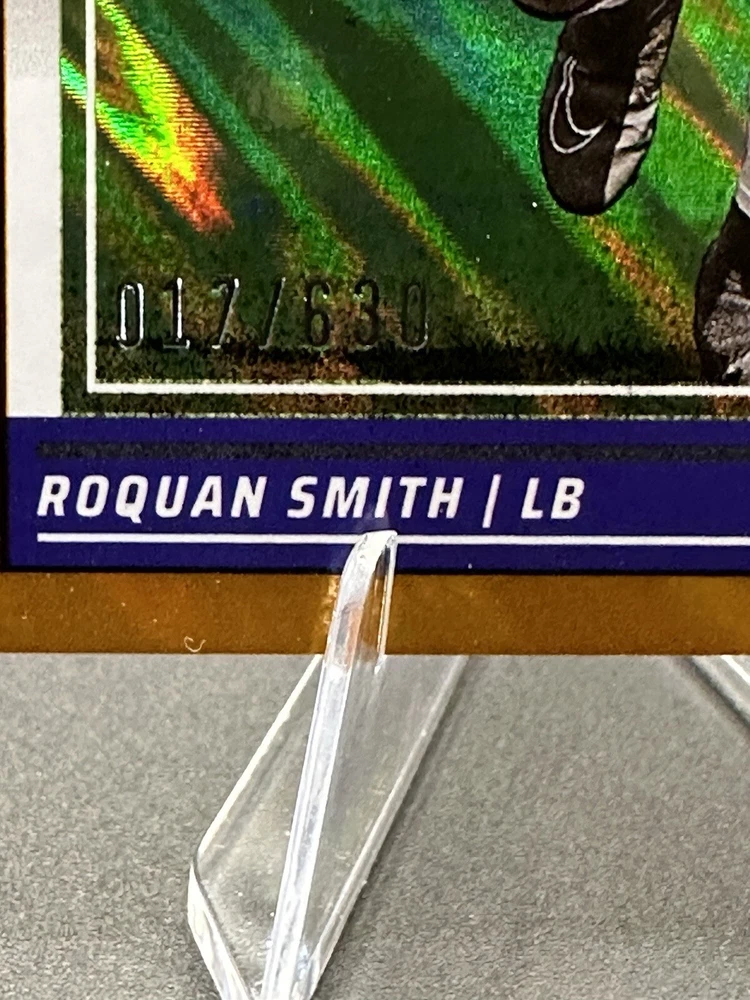 017/630
ROQUAN SMITH | LB